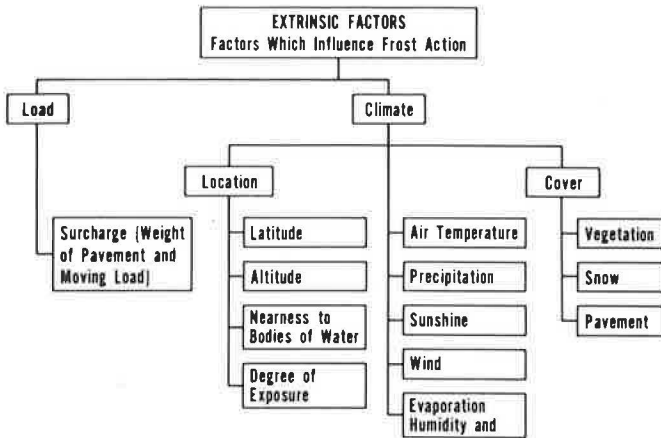 EXTRINSIC FACTORS
Factors Which Influence Frost Action
Load
Climate
Location
Cover
Surcharge (Weight
of Pavement and
Moving Load)
Latitude
Altitude
Nearness to
Bodies of Water
Degree of
Exposure
Air Temperature
Precipitation
Sunshine
Wind
Evaporation
Humidity and
Vegetation
Snow
Pavement